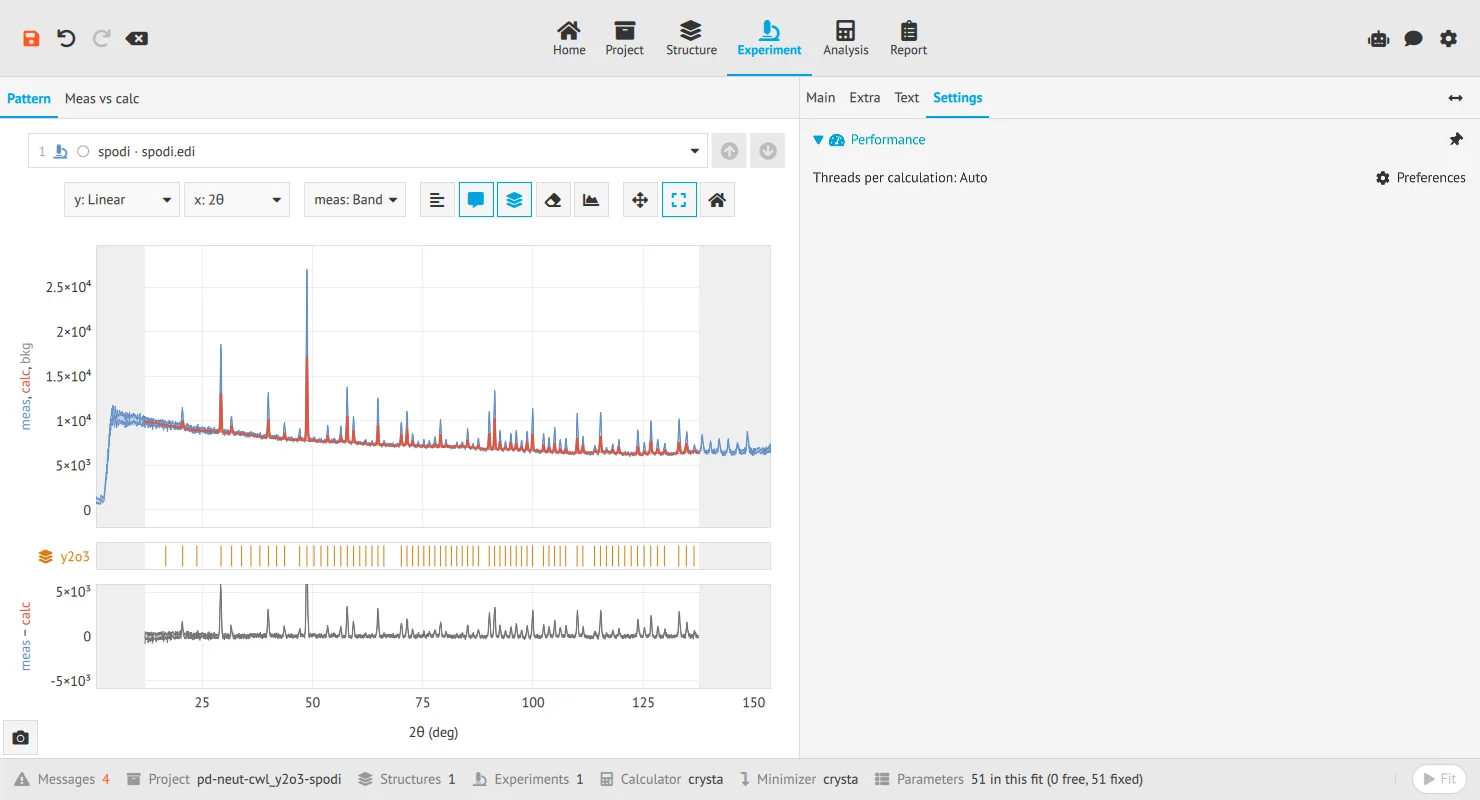 Home
Project
Structure
Experiment
Analysis
Report
Pattern
Meas vs calc
Main
Extra
Text
Settings
1
spodi · spodi.edi
Performance
Threads per calculation: Auto
Preferences
y: Linear
x: 2θ
meas: Band
meas, calc, bkg
2.5×10⁴
2×10⁴
1.5×10⁴
1×10⁴
5×10³
0
y2o3
meas − calc
5×10³
0
-5×10³
25
50
75
100
125
150
2θ (deg)
Messages 4
Project pd-neut-cwl_y2o3-spodi
Structures 1
Experiments 1
Calculator crysta
Minimizer crysta
Parameters 51 in this fit (0 free, 51 fixed)
Fit